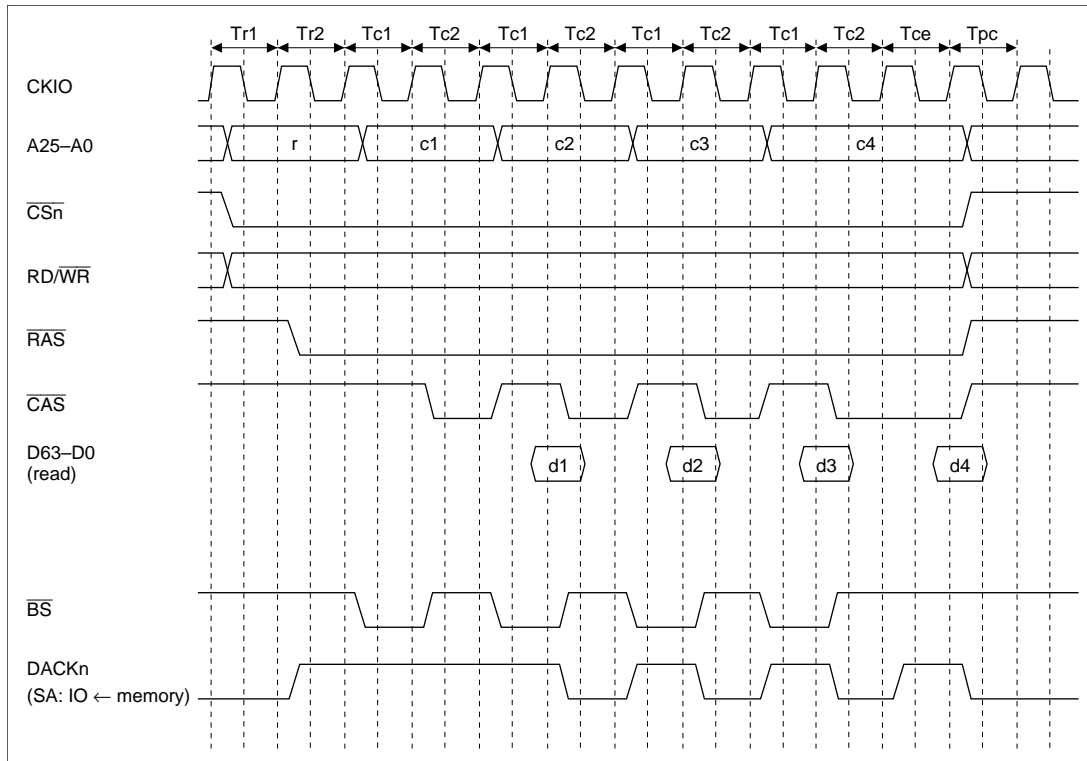 Tr1 Tr2 Tc1 Tc2 Tc1 Tc2 Tc1 Tc2 Tc1 Tc2 Tce Tpc
CKIO
A25–A0 r c1 c2 c3 c4
CSn
RD/WR
RAS
CAS
D63–D0
(read)
d1 d2 d3 d4
BS
DACKn
(SA: IO ← memory)